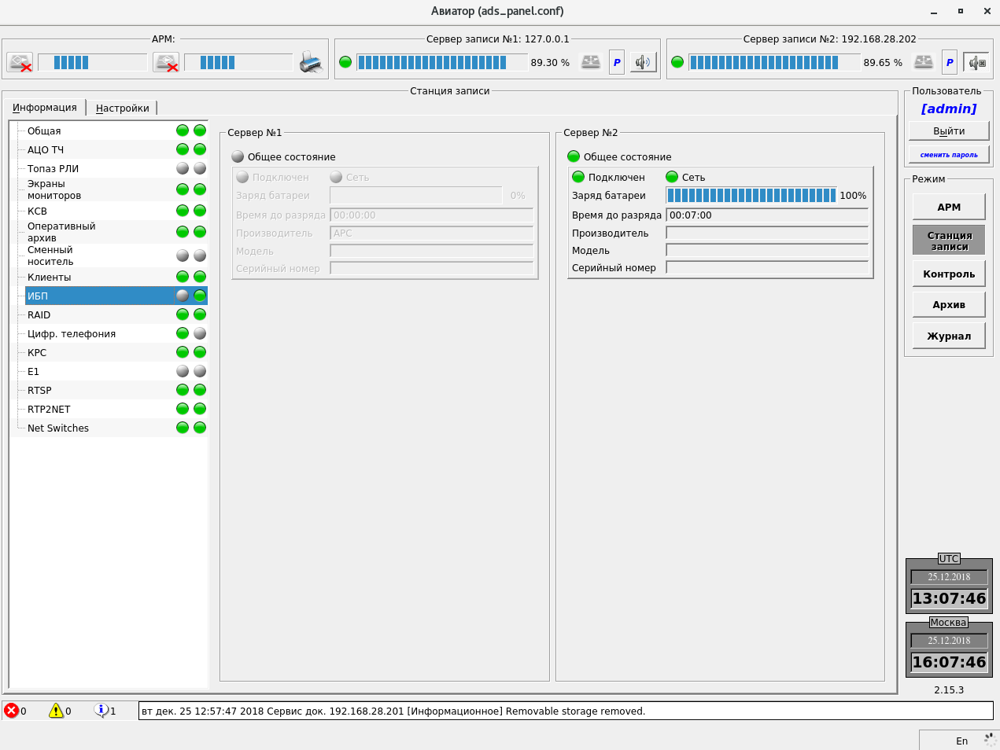 Авиатор (ads_panel.conf)
АРМ:
Сервер записи №1: 127.0.0.1
89.30 %
P
Сервер записи №2: 192.168.28.202
89.65 %
P
Станция записи
Информация
Настройки
Общая
АЦО ТЧ
Топаз РЛИ
Экраны
мониторов
КСВ
Оперативный
архив
Сменный
носитель
Клиенты
ИБП
RAID
Цифр. телефония
КРС
E1
RTSP
RTP2NET
Net Switches
Сервер №1
Общее состояние
Подключен
Сеть
Заряд батареи
0%
Время до разряда
00:00:00
Производитель
APC
Модель
Серийный номер
Сервер №2
Общее состояние
Подключен
Сеть
Заряд батареи
100%
Время до разряда
00:07:00
Производитель
Модель
Серийный номер
Пользователь
[admin]
Выйти
сменить пароль
Режим
АРМ
Станция
записи
Контроль
Архив
Журнал
UTC
25.12.2018
13:07:46
Москва
25.12.2018
16:07:46
2.15.3
0
0
1
вт дек. 25 12:57:47 2018 Сервис док. 192.168.28.201 [Информационное] Removable storage removed.
En